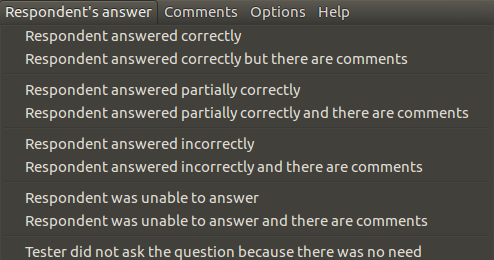 Respondent's answer Comments Options Help
Respondent answered correctly
Respondent answered correctly but there are comments
Respondent answered partially correctly
Respondent answered partially correctly and there are comments
Respondent answered incorrectly
Respondent answered incorrectly and there are comments
Respondent was unable to answer
Respondent was unable to answer and there are comments
Tester did not ask the question because there was no need